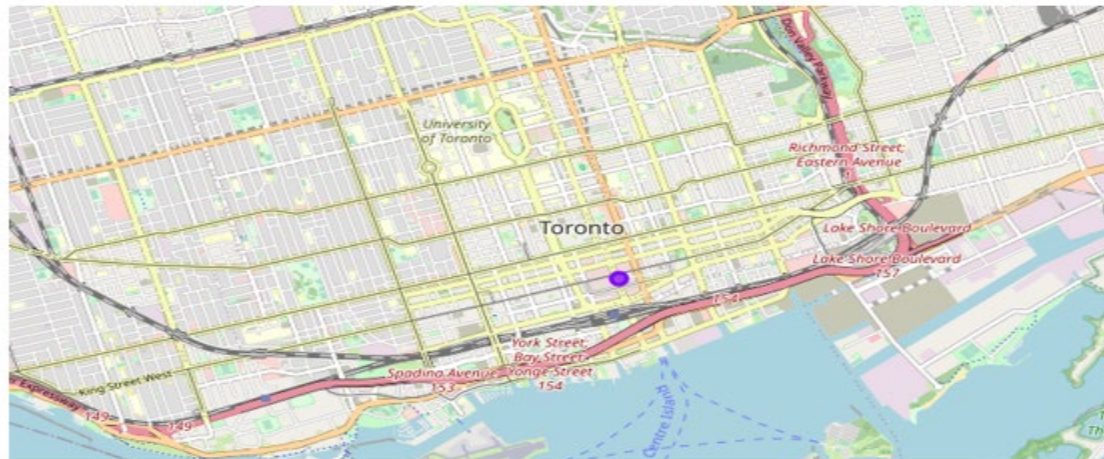 Don Valley Parkway
University
of Toronto
Richmond Street;
Eastern Avenue
Toronto
Lake Shore Boulevard
Lake Shore Boulevard
157
154
York Street;
Bay Street;
Yonge Street
154
Spadina Avenue
153
King Street West
Expressway
149
149
Centre Island